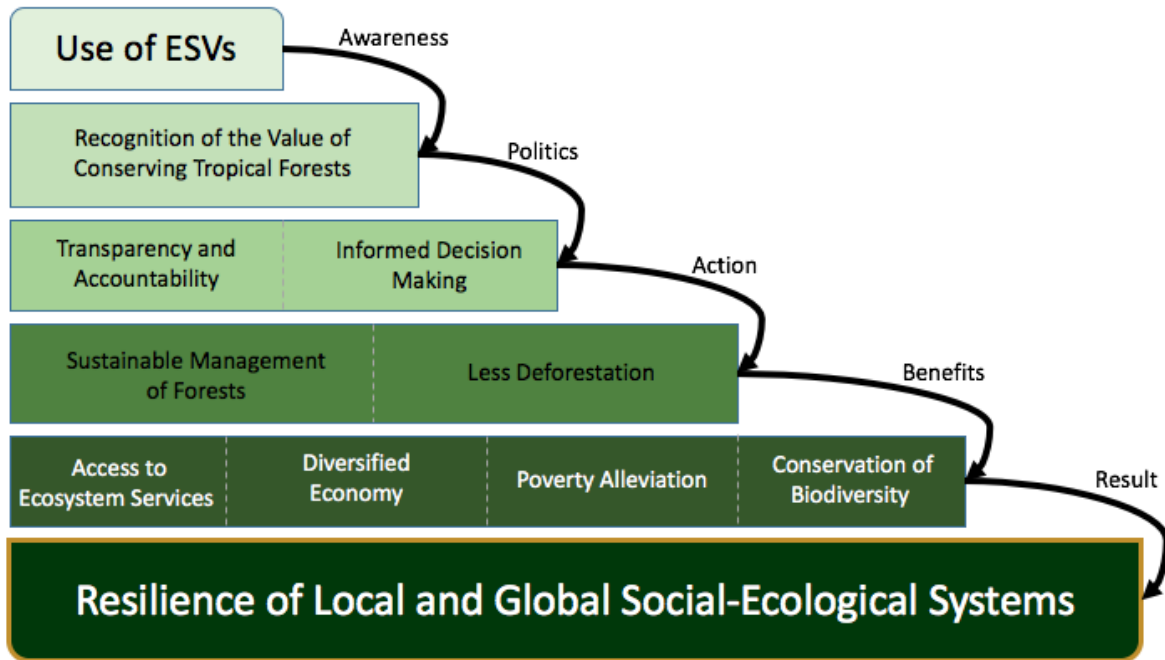 Use of ESVs
Awareness
Recognition of the Value of
Conserving Tropical Forests
Politics
Transparency and
Accountability
Informed Decision
Making
Action
Sustainable Management
of Forests
Less Deforestation
Benefits
Access to
Ecosystem Services
Diversified
Economy
Poverty Alleviation
Conservation of
Biodiversity
Result
Resilience of Local and Global Social-Ecological Systems